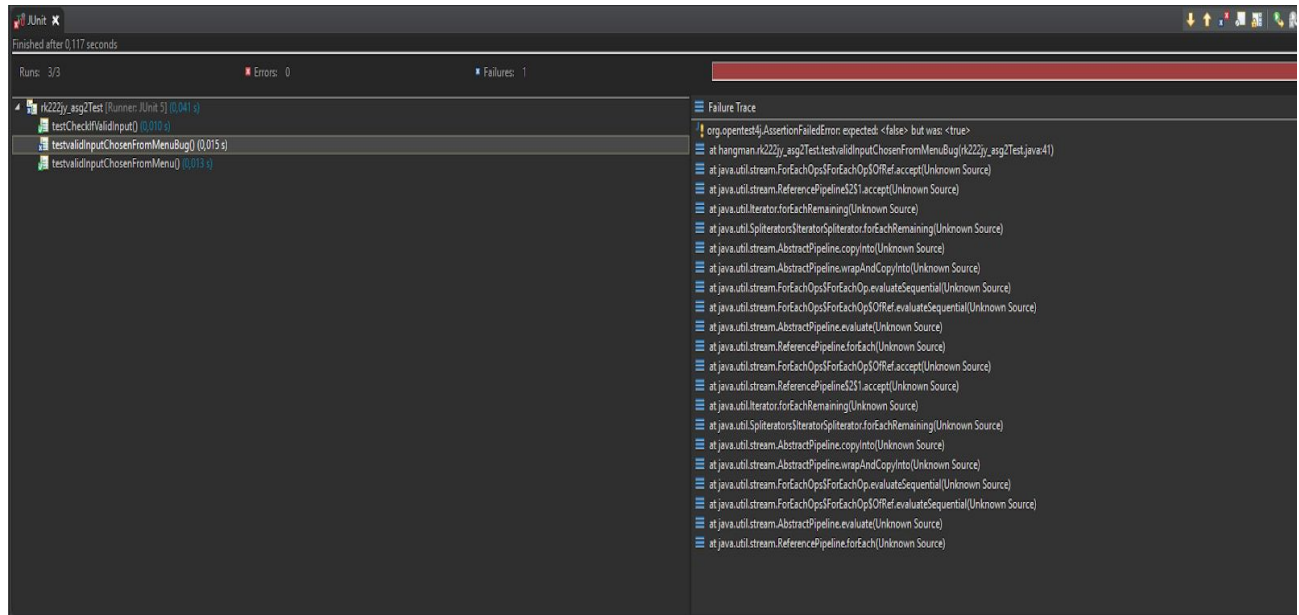 JUnit
Finished after 0,117 seconds
Runs: 3/3
Errors: 0
Failures: 1
rk222jy_asg2Test [Runner: JUnit 5] (0,041 s)
testCheckIfValidInput() (0,010 s)
testvalidInputChosenFromMenuBug() (0,015 s)
testvalidInputChosenFromMenu() (0,013 s)
Failure Trace
org.opentest4j.AssertionFailedError: expected: <false> but was: <true>
at hangman.rk222jy_asg2Test.testvalidInputChosenFromMenuBug(rk222jy_asg2Test.java:41)
at java.util.stream.ForEachOps$ForEachOp$OfRef.accept(Unknown Source)
at java.util.stream.ReferencePipeline$2$1.accept(Unknown Source)
at java.util.Iterator.forEachRemaining(Unknown Source)
at java.util.Spliterators$IteratorSpliterator.forEachRemaining(Unknown Source)
at java.util.stream.AbstractPipeline.copyInto(Unknown Source)
at java.util.stream.AbstractPipeline.wrapAndCopyInto(Unknown Source)
at java.util.stream.ForEachOps$ForEachOp.evaluateSequential(Unknown Source)
at java.util.stream.ForEachOps$ForEachOp$OfRef.evaluateSequential(Unknown Source)
at java.util.stream.AbstractPipeline.evaluate(Unknown Source)
at java.util.stream.ReferencePipeline.forEach(Unknown Source)
at java.util.stream.ForEachOps$ForEachOp$OfRef.accept(Unknown Source)
at java.util.stream.ReferencePipeline$2$1.accept(Unknown Source)
at java.util.Iterator.forEachRemaining(Unknown Source)
at java.util.Spliterators$IteratorSpliterator.forEachRemaining(Unknown Source)
at java.util.stream.AbstractPipeline.copyInto(Unknown Source)
at java.util.stream.AbstractPipeline.wrapAndCopyInto(Unknown Source)
at java.util.stream.ForEachOps$ForEachOp.evaluateSequential(Unknown Source)
at java.util.stream.ForEachOps$ForEachOp$OfRef.evaluateSequential(Unknown Source)
at java.util.stream.AbstractPipeline.evaluate(Unknown Source)
at java.util.stream.ReferencePipeline.forEach(Unknown Source)